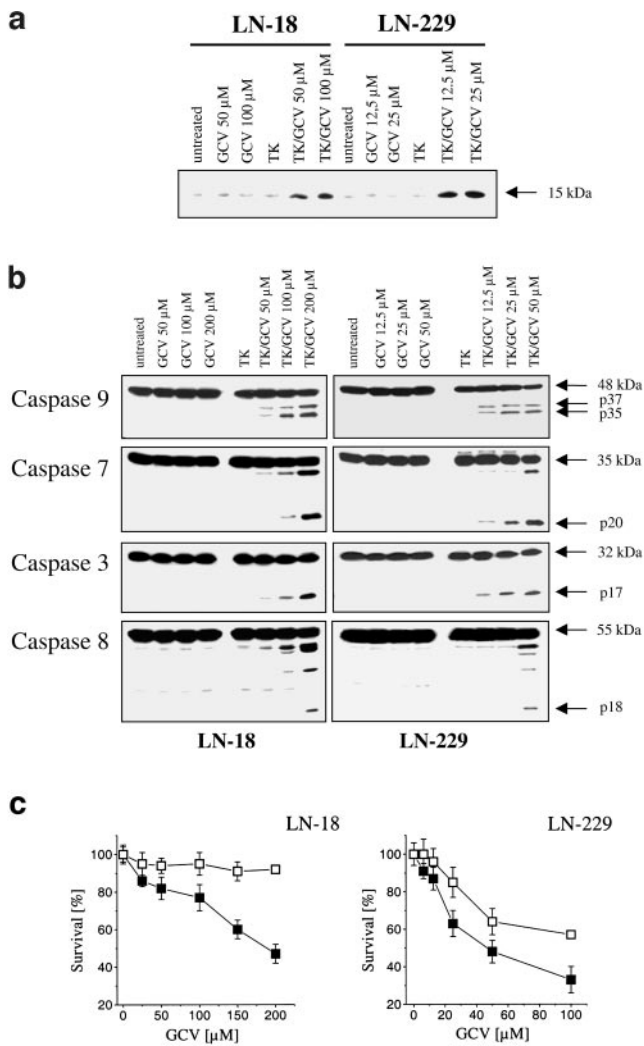 a
LN-18 LN-229
untreated
GCV 50 µM
GCV 100 µM
TK
TK/GCV 50 µM
TK/GCV 100 µM
untreated
GCV 12,5 µM
GCV 25 µM
TK
TK/GCV 12,5 µM
TK/GCV 25 µM
15 kDa
b
untreated
GCV 50 µM
GCV 100 µM
GCV 200 µM
TK
TK/GCV 50 µM
TK/GCV 100 µM
TK/GCV 200 µM
untreated
GCV 12.5 µM
GCV 25 µM
GCV 50 µM
TK
TK/GCV 12.5 µM
TK/GCV 25 µM
TK/GCV 50 µM
Caspase 9
48 kDa
p37
p35
Caspase 7
35 kDa
p20
Caspase 3
32 kDa
p17
Caspase 8
55 kDa
p18
LN-18 LN-229
c
LN-18
Survival [%]
100
80
60
40
20
0 50 100 150 200
GCV [µM]
LN-229
Survival [%]
100
80
60
40
20
0 20 40 60 80 100
GCV [µM]